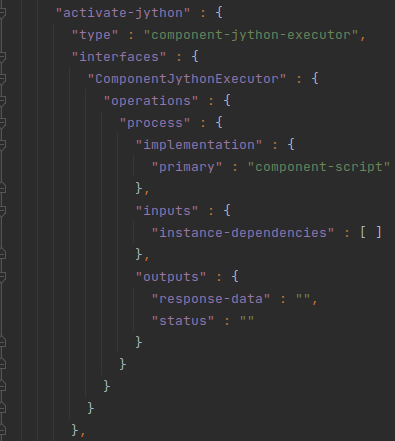 "activate-jython" : {
"type" : "component-jython-executor",
"interfaces" : {
"ComponentJythonExecutor" : {
"operations" : {
"process" : {
"implementation" : {
"primary" : "component-script"
},
"inputs" : {
"instance-dependencies" : [ ]
},
"outputs" : {
"response-data" : "",
"status" : ""
}
}
}
}
},